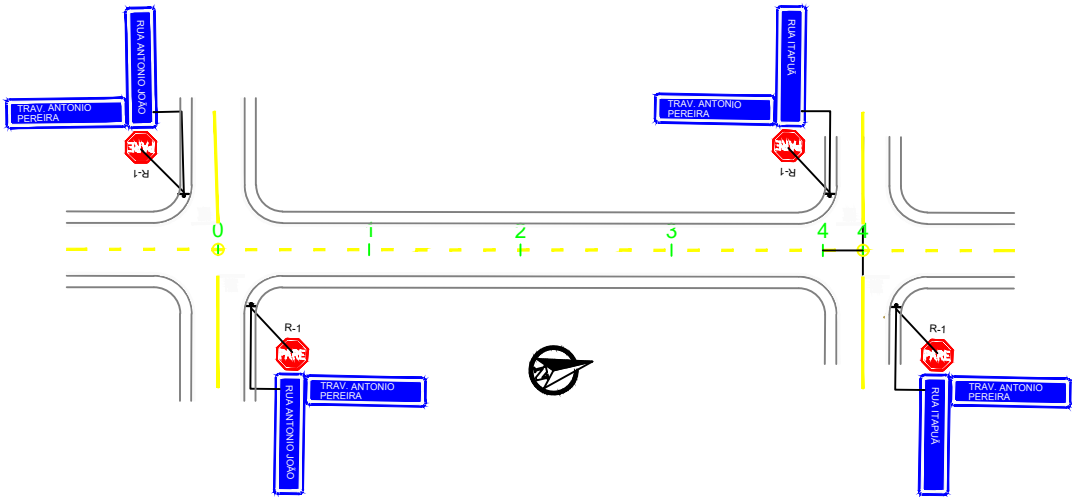 RUA ANTONIO JOÃO
TRAV. ANTONIO
PEREIRA
PARE
R-1
RUA ITAPUÃ
TRAV. ANTONIO
PEREIRA
PARE
R-1
0
1
2
3
4
4
R-1
PARE
RUA ANTONIO JOÃO
TRAV. ANTONIO
PEREIRA
N
R-1
PARE
RUA ITAPUÃ
TRAV. ANTONIO
PEREIRA